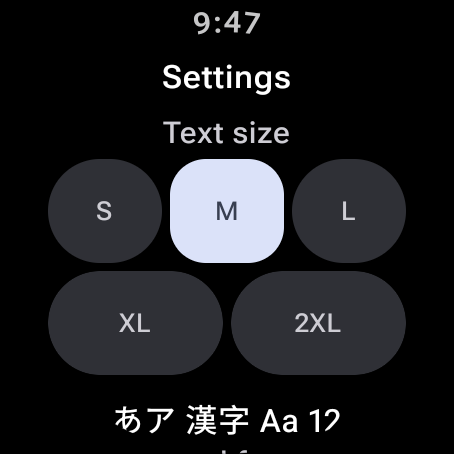 9:47
Settings
Text size
S M L
XL 2XL
あア 漢字 Aa 12